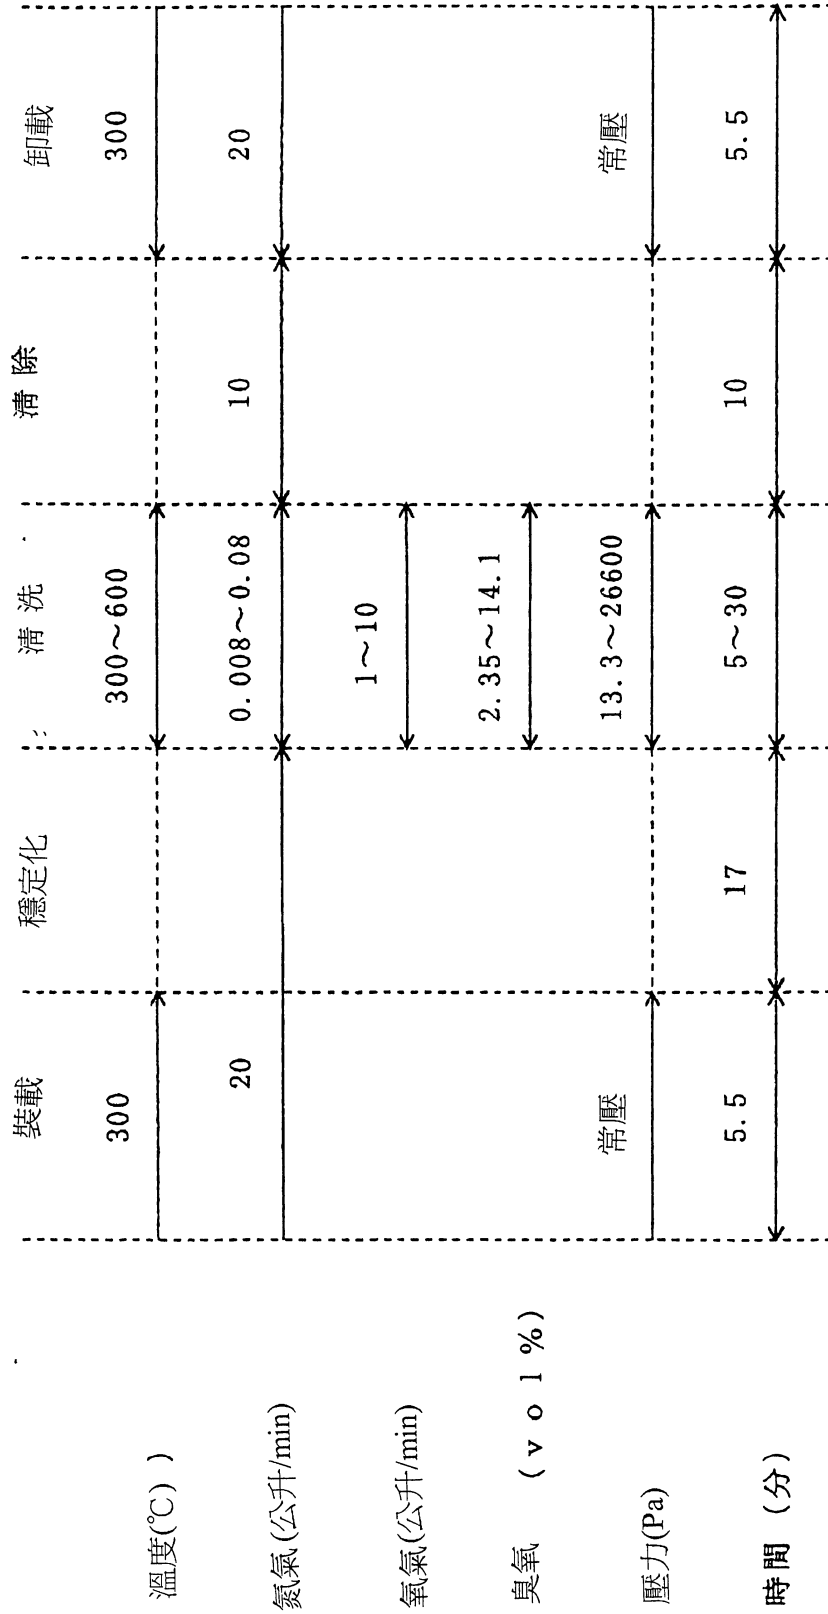 裝載 穩定化 清洗 清除 卸載
溫度(℃) ) 300 300～600 300
氮氣(公升/min) 20 0.008～0.08 10 20
氧氣(公升/min) 1～10
臭氧 (vol%) 2.35～14.1
壓力(Pa) 常壓 13.3～26600 常壓
時間 (分) 5.5 17 5～30 10 5.5